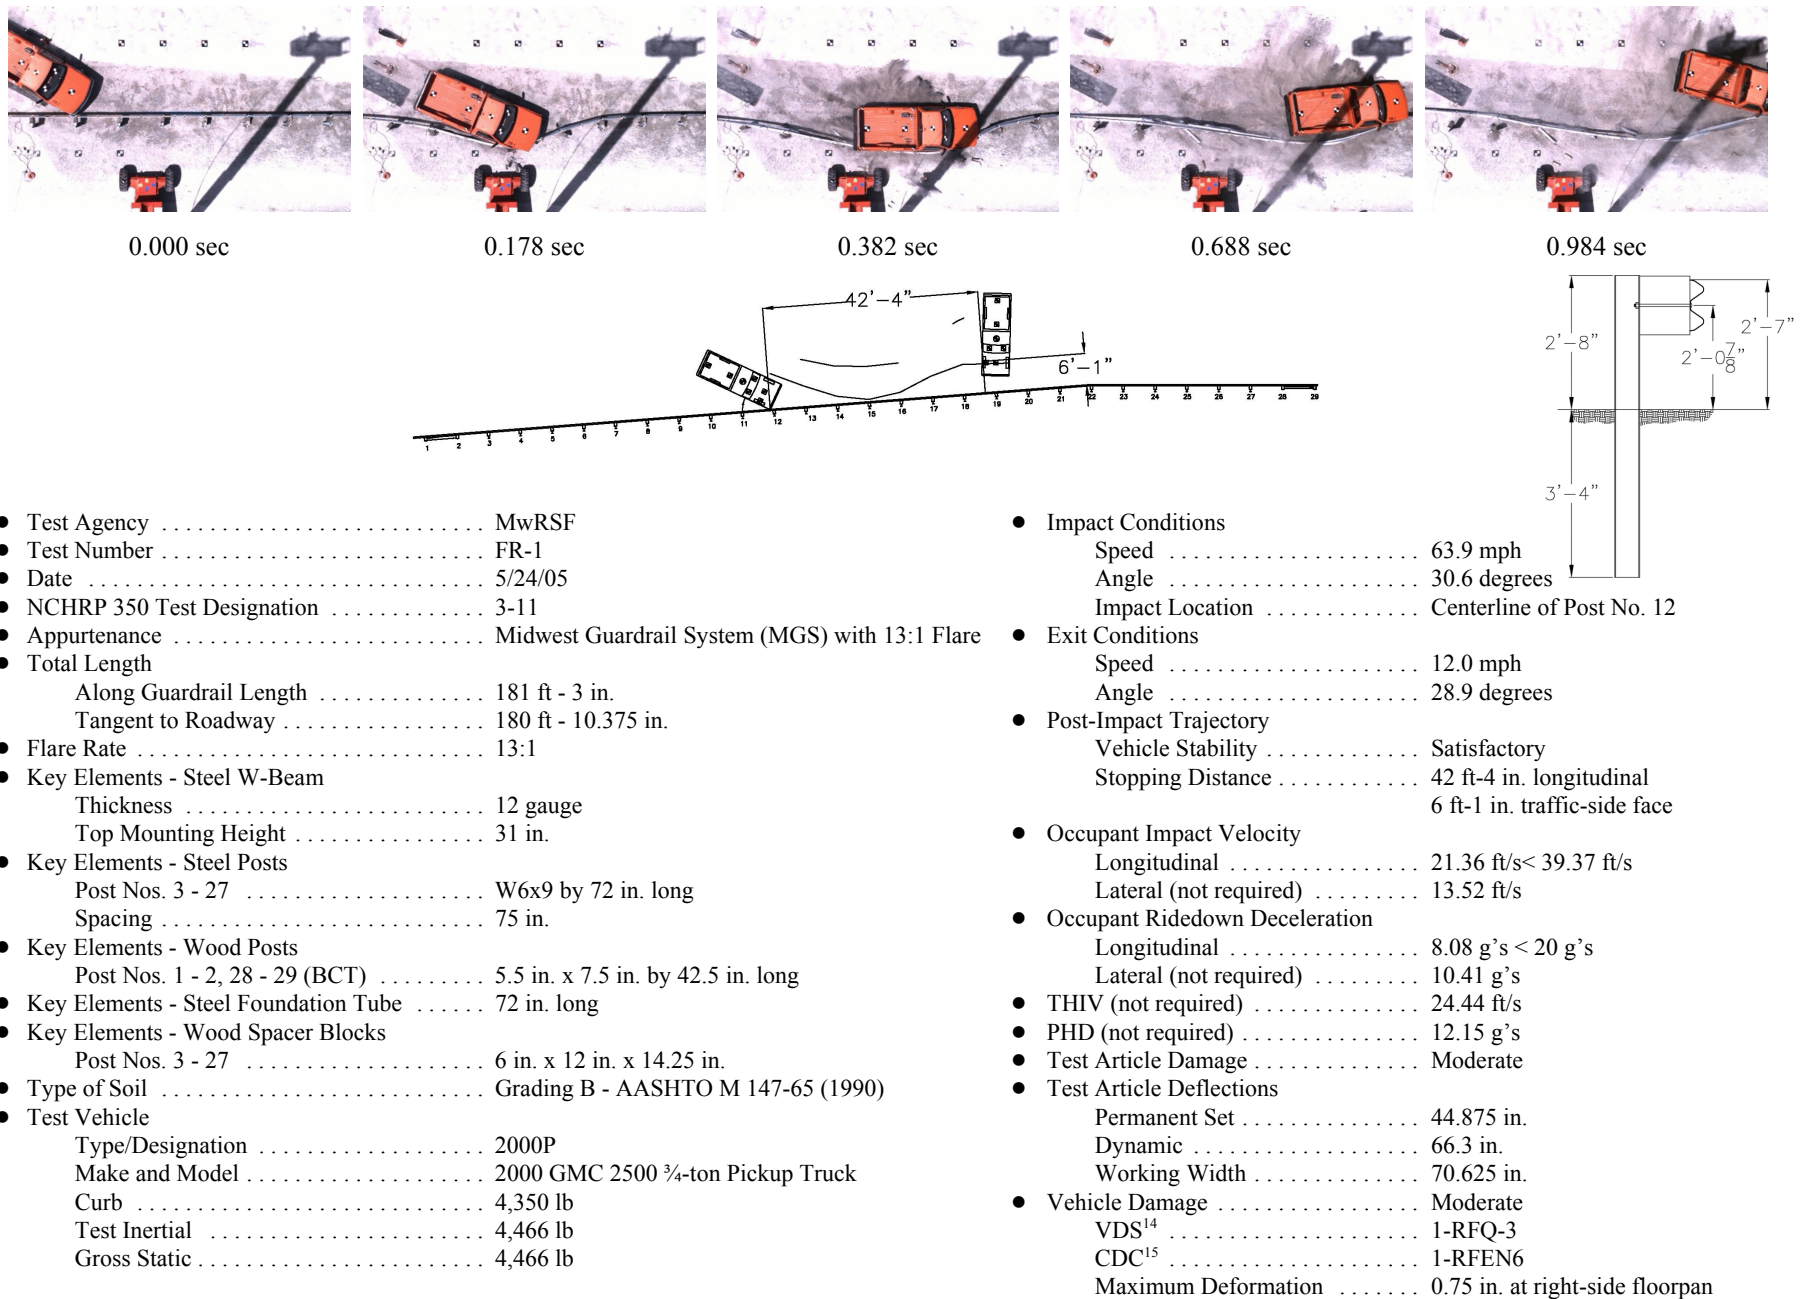 0.000 sec
0.178 sec
0.382 sec
0.688 sec
0.984 sec
42'-4"
6'-1"
1 2 3 4 5 6 7 8 9 10 11 12 13 14 15 16 17 18 19 20 21 22 23 24 25 26 27 28 29
2'-8"
2'-7"
2'-0 7/8"
3'-4"
• Test Agency . . . . . . . . . . . . . . . . . . . . . . . . . . MwRSF
• Test Number . . . . . . . . . . . . . . . . . . . . . . . . . FR-1
• Date . . . . . . . . . . . . . . . . . . . . . . . . . . . . . . 5/24/05
• NCHRP 350 Test Designation . . . . . . . . . . . . 3-11
• Appurtenance . . . . . . . . . . . . . . . . . . . . . . . . Midwest Guardrail System (MGS) with 13:1 Flare
• Total Length
Along Guardrail Length . . . . . . . . . . . . . . 181 ft - 3 in.
Tangent to Roadway . . . . . . . . . . . . . . . . 180 ft - 10.375 in.
• Flare Rate . . . . . . . . . . . . . . . . . . . . . . . . . . . 13:1
• Key Elements - Steel W-Beam
Thickness . . . . . . . . . . . . . . . . . . . . . . . . 12 gauge
Top Mounting Height . . . . . . . . . . . . . . . 31 in.
• Key Elements - Steel Posts
Post Nos. 3 - 27 . . . . . . . . . . . . . . . . . . . W6x9 by 72 in. long
Spacing . . . . . . . . . . . . . . . . . . . . . . . . . . 75 in.
• Key Elements - Wood Posts
Post Nos. 1 - 2, 28 - 29 (BCT) . . . . . . . . . 5.5 in. x 7.5 in. by 42.5 in. long
• Key Elements - Steel Foundation Tube . . . . . . 72 in. long
• Key Elements - Wood Spacer Blocks
Post Nos. 3 - 27 . . . . . . . . . . . . . . . . . . . 6 in. x 12 in. x 14.25 in.
• Type of Soil . . . . . . . . . . . . . . . . . . . . . . . . . Grading B - AASHTO M 147-65 (1990)
• Test Vehicle
Type/Designation . . . . . . . . . . . . . . . . . . 2000P
Make and Model . . . . . . . . . . . . . . . . . . . 2000 GMC 2500 ¾-ton Pickup Truck
Curb . . . . . . . . . . . . . . . . . . . . . . . . . . . . 4,350 lb
Test Inertial . . . . . . . . . . . . . . . . . . . . . . 4,466 lb
Gross Static . . . . . . . . . . . . . . . . . . . . . . . 4,466 lb
• Impact Conditions
Speed . . . . . . . . . . . . . . . . . . . . . 63.9 mph
Angle . . . . . . . . . . . . . . . . . . . . . 30.6 degrees
Impact Location . . . . . . . . . . . . . Centerline of Post No. 12
• Exit Conditions
Speed . . . . . . . . . . . . . . . . . . . . . 12.0 mph
Angle . . . . . . . . . . . . . . . . . . . . . 28.9 degrees
• Post-Impact Trajectory
Vehicle Stability . . . . . . . . . . . . . Satisfactory
Stopping Distance . . . . . . . . . . . . 42 ft-4 in. longitudinal
6 ft-1 in. traffic-side face
• Occupant Impact Velocity
Longitudinal . . . . . . . . . . . . . . . . 21.36 ft/s< 39.37 ft/s
Lateral (not required) . . . . . . . . . 13.52 ft/s
• Occupant Ridedown Deceleration
Longitudinal . . . . . . . . . . . . . . . . 8.08 g's < 20 g's
Lateral (not required) . . . . . . . . . 10.41 g's
• THIV (not required) . . . . . . . . . . . . . . 24.44 ft/s
• PHD (not required) . . . . . . . . . . . . . . . 12.15 g's
• Test Article Damage . . . . . . . . . . . . . . Moderate
• Test Article Deflections
Permanent Set . . . . . . . . . . . . . . . 44.875 in.
Dynamic . . . . . . . . . . . . . . . . . . . 66.3 in.
Working Width . . . . . . . . . . . . . . 70.625 in.
• Vehicle Damage . . . . . . . . . . . . . . . . . Moderate
VDS14 . . . . . . . . . . . . . . . . . . . . . 1-RFQ-3
CDC15 . . . . . . . . . . . . . . . . . . . . . 1-RFEN6
Maximum Deformation . . . . . . . 0.75 in. at right-side floorpan